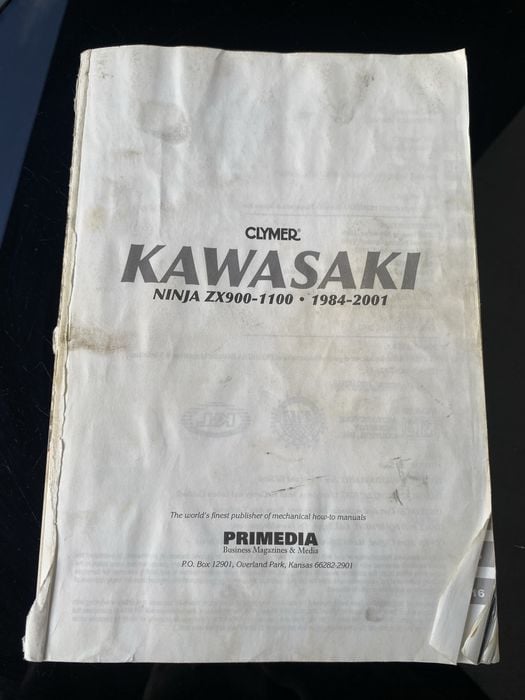 CLYMER®
KAWASAKI
NINJA ZX900-1100 • 1984-2001
The world's finest publisher of mechanical how-to manuals
PRIMEDIA
Business Magazines & Media
P.O. Box 12901, Overland Park, Kansas 66282-2901
16